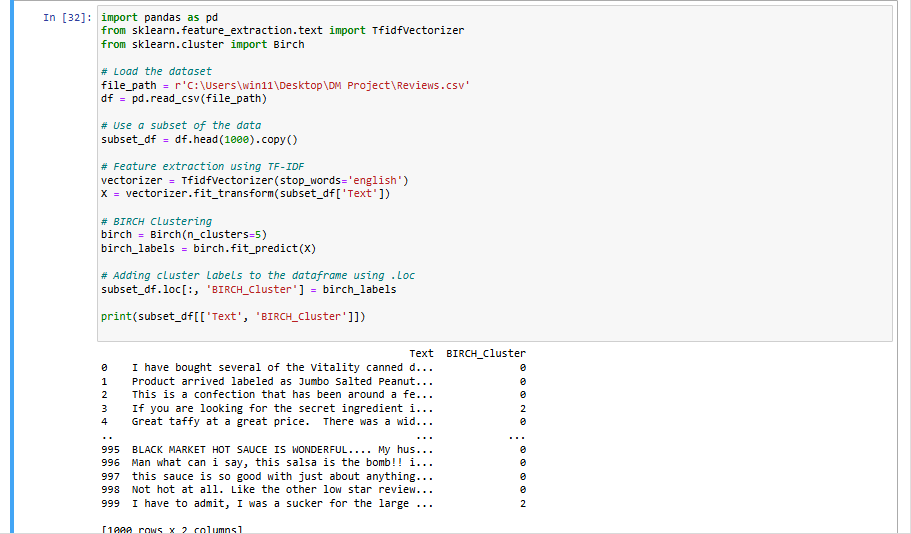 In [32]: import pandas as pd
from sklearn.feature_extraction.text import TfidfVectorizer
from sklearn.cluster import Birch
# Load the dataset
file_path = r'C:\Users\win11\Desktop\DM Project\Reviews.csv'
df = pd.read_csv(file_path)
# Use a subset of the data
subset_df = df.head(1000).copy()
# Feature extraction using TF-IDF
vectorizer = TfidfVectorizer(stop_words='english')
X = vectorizer.fit_transform(subset_df['Text'])
# BIRCH Clustering
birch = Birch(n_clusters=5)
birch_labels = birch.fit_predict(X)
# Adding cluster labels to the dataframe using .loc
subset_df.loc[:, 'BIRCH_Cluster'] = birch_labels
print(subset_df[['Text', 'BIRCH_Cluster']])
Text BIRCH_Cluster
0 I have bought several of the Vitality canned d... 0
1 Product arrived labeled as Jumbo Salted Peanut... 0
2 This is a confection that has been around a fe... 0
3 If you are looking for the secret ingredient i... 2
4 Great taffy at a great price. There was a wid... 0
.. ... ...
995 BLACK MARKET HOT SAUCE IS WONDERFUL.... My hus... 0
996 Man what can i say, this salsa is the bomb!! i... 0
997 this sauce is so good with just about anything... 0
998 Not hot at all. Like the other low star review... 0
999 I have to admit, I was a sucker for the large ... 2
[1000 rows x 2 columns]